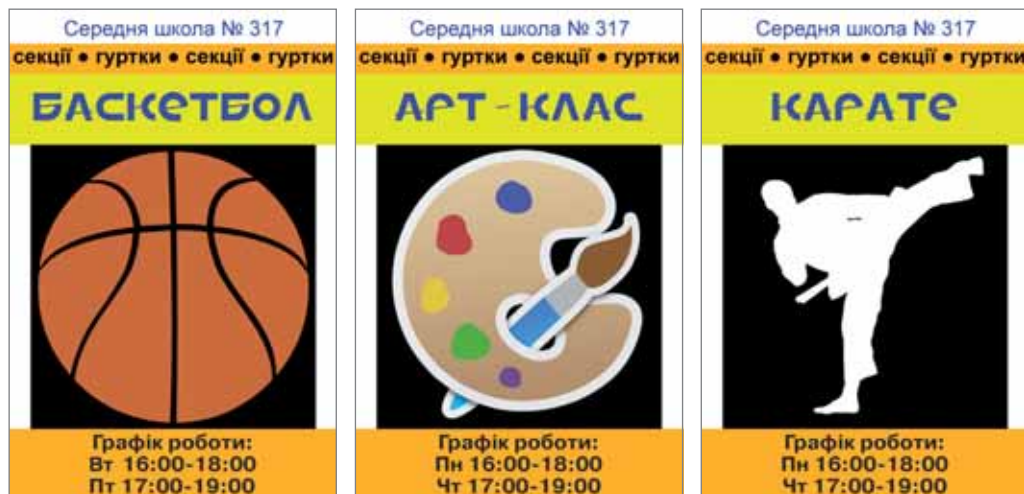 Середня школа № 317
секції ● гуртки ● секції ● гуртки
БАСКЕТБОЛ
Графік роботи:
Вт 16:00-18:00
Пт 17:00-19:00
Середня школа № 317
секції ● гуртки ● секції ● гуртки
АРТ - КЛАС
Графік роботи:
Пн 16:00-18:00
Чт 17:00-19:00
Середня школа № 317
секції ● гуртки ● секції ● гуртки
КАРАТЕ
Графік роботи:
Пн 16:00-18:00
Чт 17:00-19:00